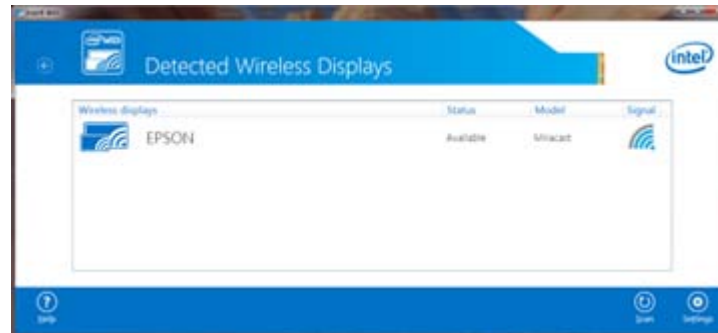 Detected Wireless Displays
intel
Wireless displays Status Model Signal
EPSON Available Miracast
Help Scan Settings